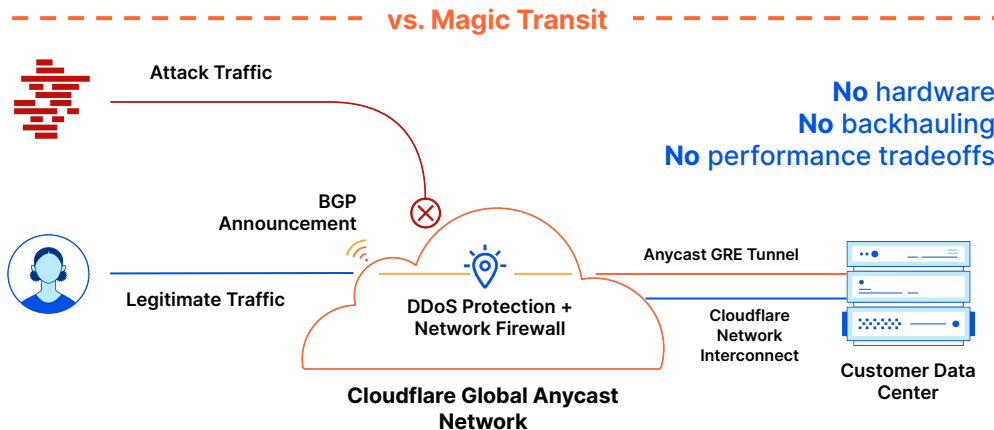 vs. Magic Transit
Attack Traffic
No hardware
No backhauling
No performance tradeoffs
BGP
Announcement
Legitimate Traffic
DDoS Protection +
Network Firewall
Anycast GRE Tunnel
Cloudflare
Network
Interconnect
Customer Data
Center
Cloudflare Global Anycast
Network